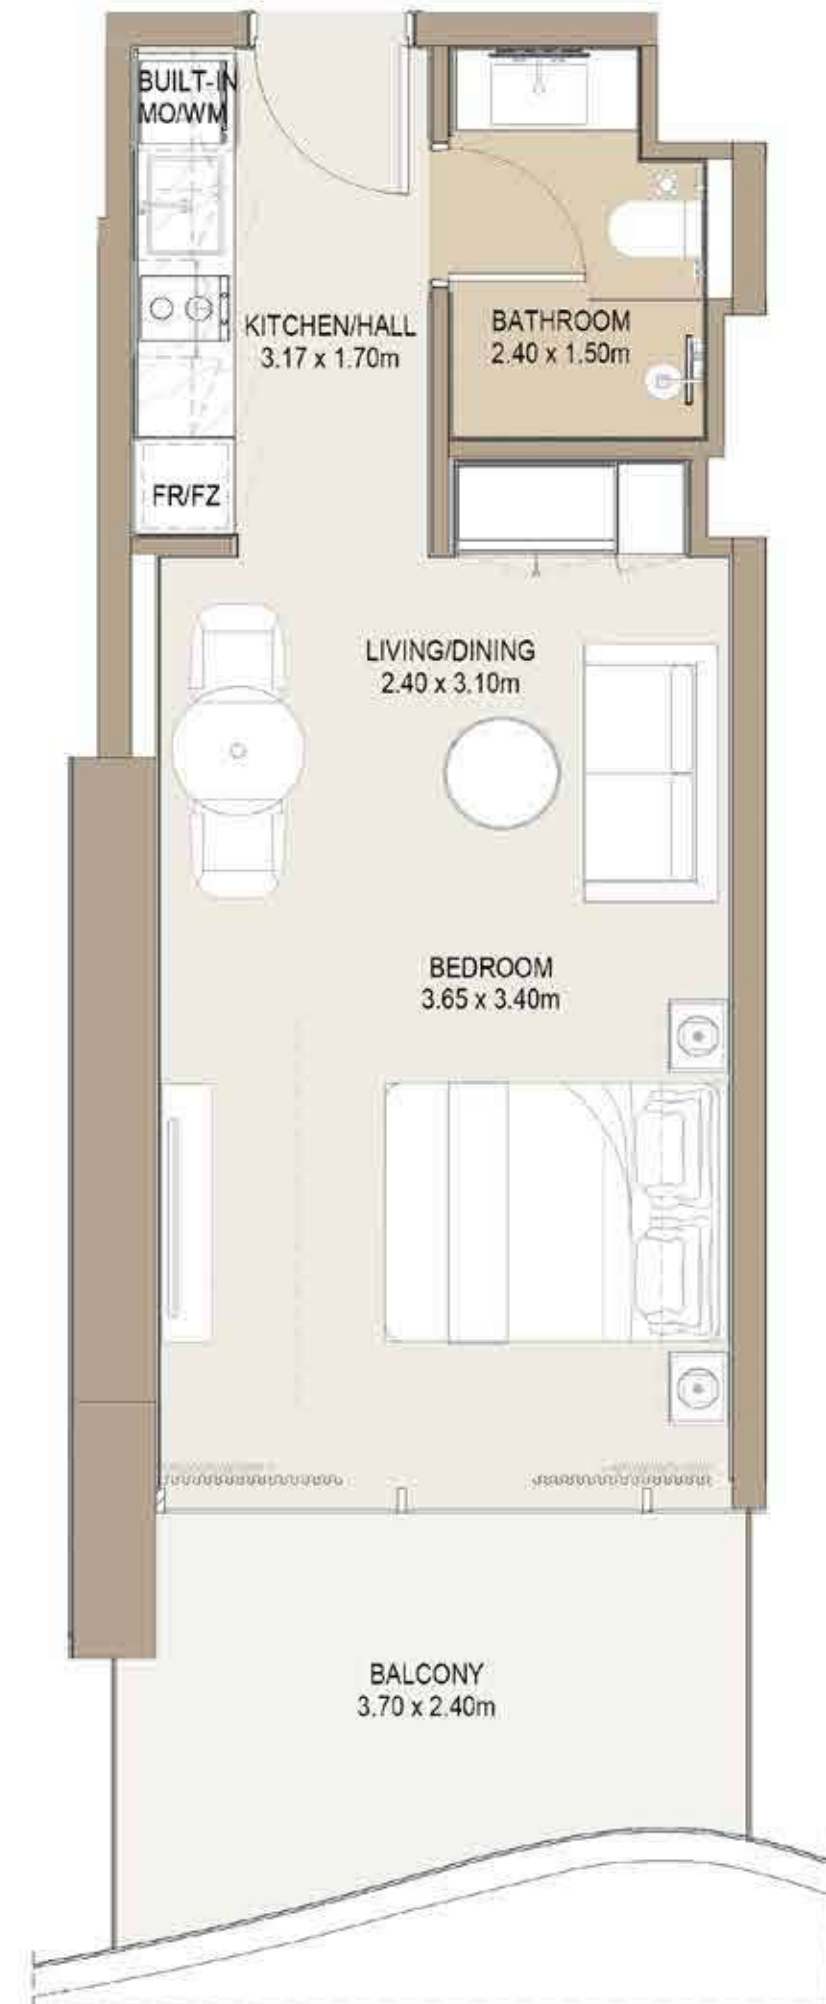 BUILT-IN
MO/WM
KITCHEN/HALL
3.17 x 1.70m
BATHROOM
2.40 x 1.50m
FR/FZ
LIVING/DINING
2.40 x 3.10m
BEDROOM
3.65 x 3.40m
BALCONY
3.70 x 2.40m